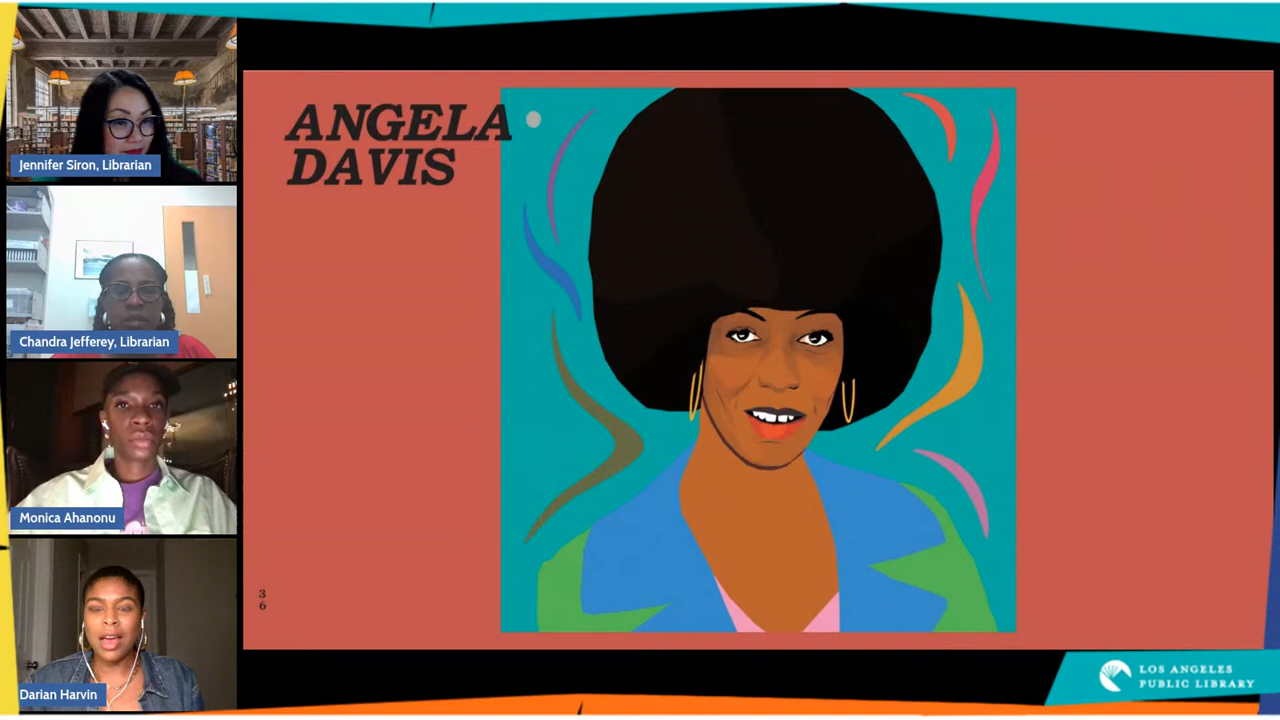 Jennifer Siron, Librarian
Chandra Jefferey, Librarian
Monica Ahanonu
Darian Harvin
ANGELA
DAVIS
3
6
LOS ANGELES
PUBLIC LIBRARY